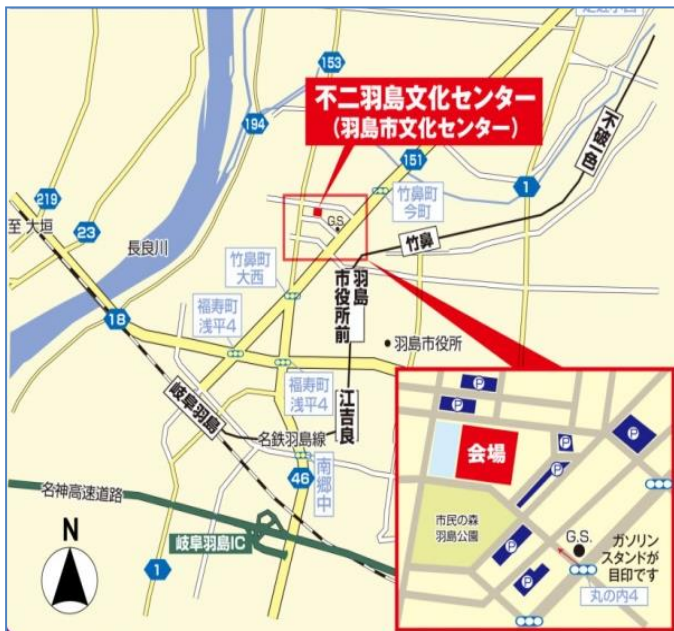 153
不二羽島文化センター
(羽島市文化センター)
194
151
不破一色
219
至 大垣
23
長良川
竹鼻町
今町
1
G.S.
竹鼻
竹鼻町
大西
羽島
市役所前
18
福寿町
浅平4
羽島市役所
福寿町
浅平4
江吉良
岐阜羽島
名鉄羽島線
46
南郷中
名神高速道路
岐阜羽島IC
N
1
P
P
P
P
会場
P
市民の森
羽島公園
P
P
G.S.
ガソリン
スタンドが
目印です
丸の内4